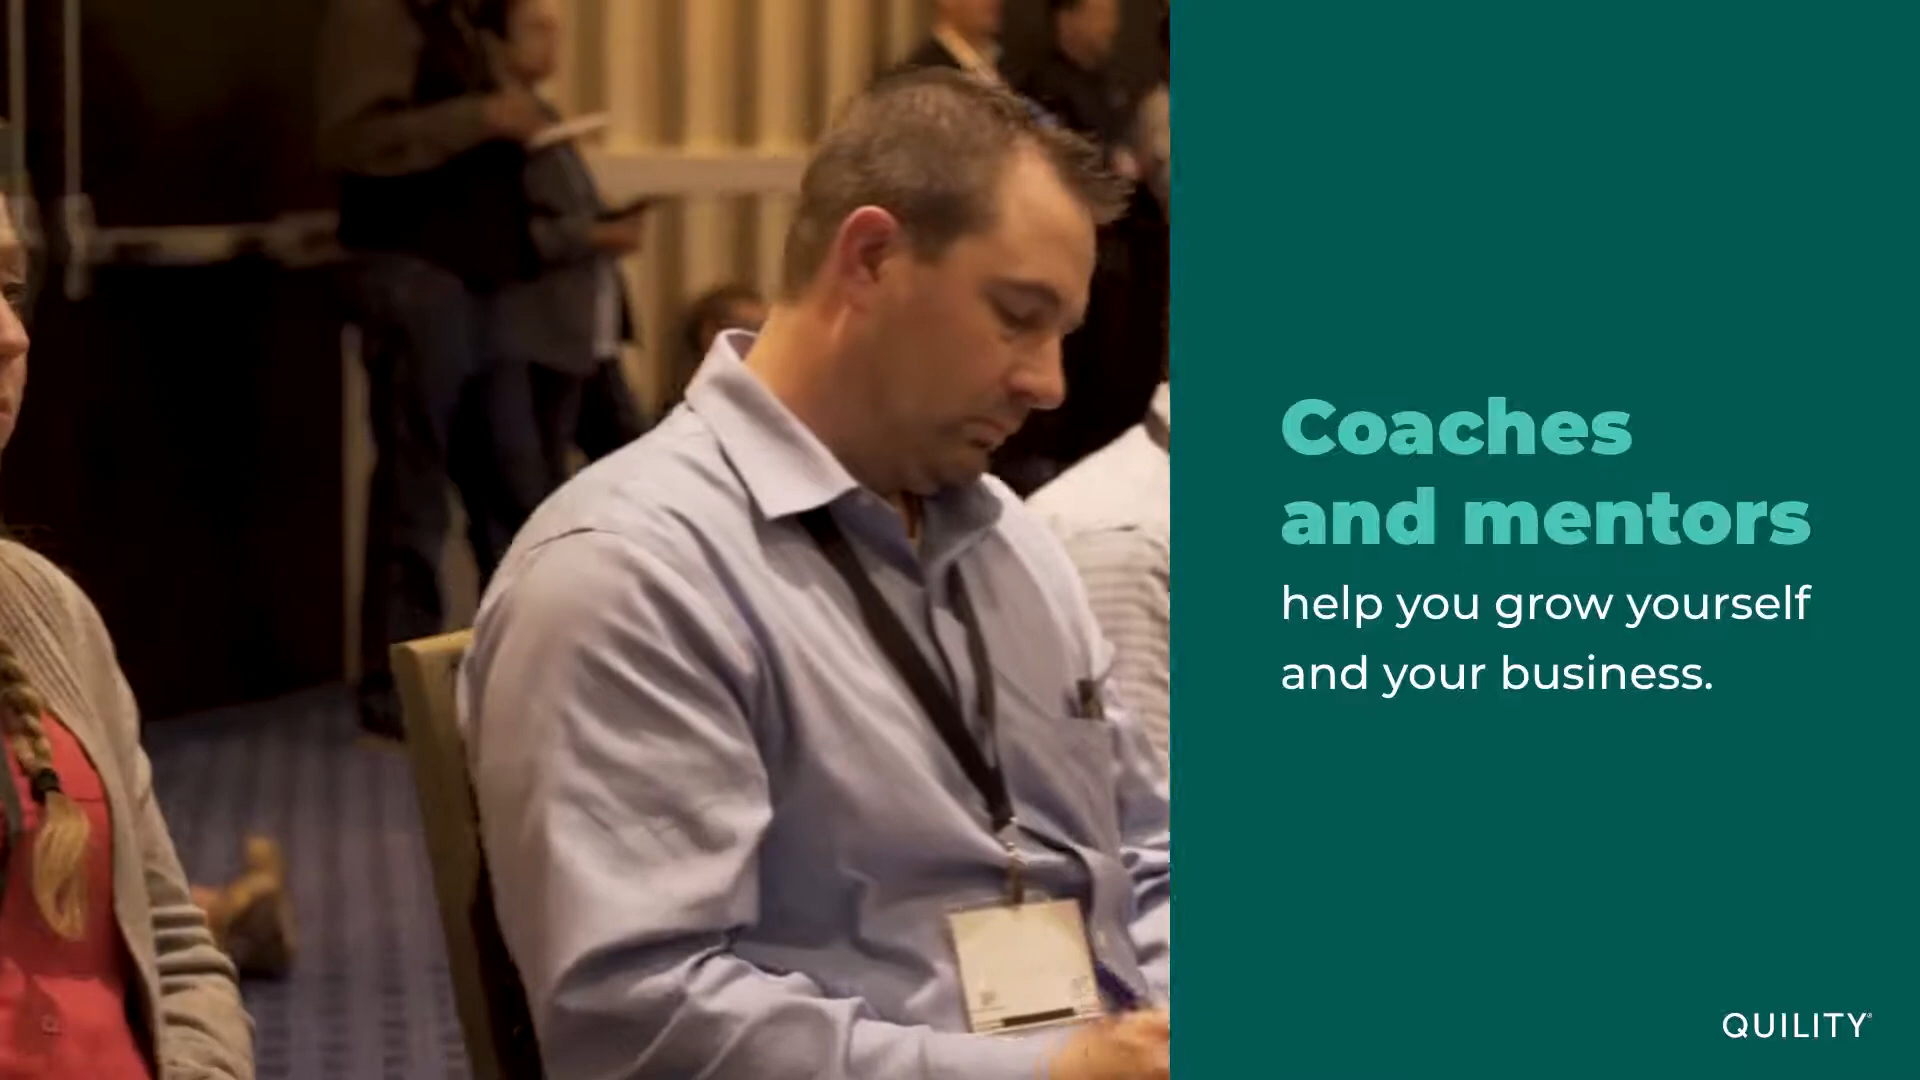 Coaches
and mentors
help you grow yourself
and your business.
QUILITY®